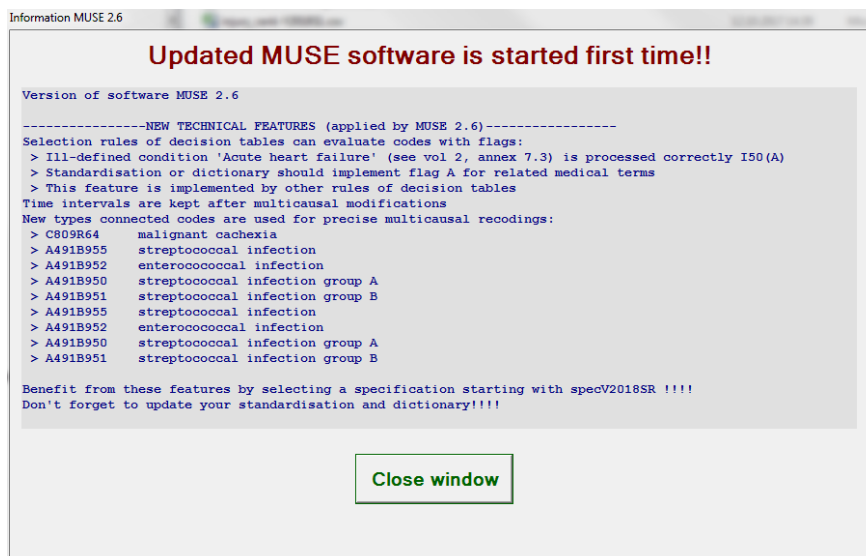 Information MUSE 2.6
Updated MUSE software is started first time!!
Version of software MUSE 2.6
----------------NEW TECHNICAL FEATURES (applied by MUSE 2.6)-----------------
Selection rules of decision tables can evaluate codes with flags:
> Ill-defined condition 'Acute heart failure' (see vol 2, annex 7.3) is processed correctly I50(A)
> Standardisation or dictionary should implement flag A for related medical terms
> This feature is implemented by other rules of decision tables
Time intervals are kept after multicausal modifications
New types connected codes are used for precise multicausal recodings:
> C809R64 malignant cachexia
> A491B955 streptococcal infection
> A491B952 enterocococcal infection
> A491B950 streptococcal infection group A
> A491B951 streptococcal infection group B
> A491B955 streptococcal infection
> A491B952 enterocococcal infection
> A491B950 streptococcal infection group A
> A491B951 streptococcal infection group B
Benefit from these features by selecting a specification starting with specV2018SR !!!!
Don't forget to update your standardisation and dictionary!!!!
Close window